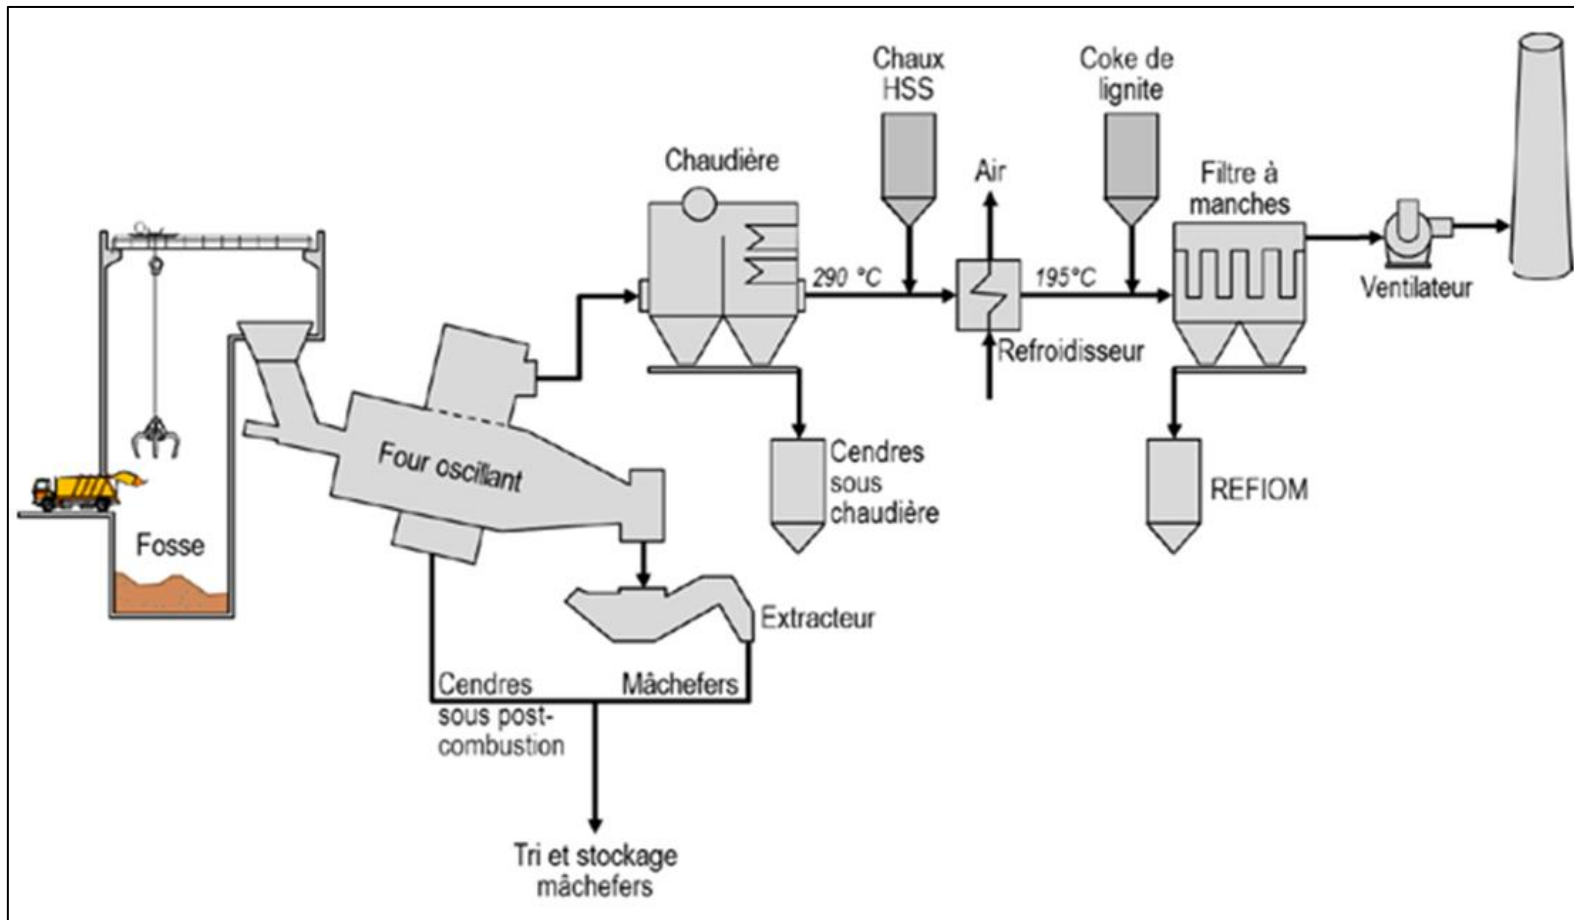 Chaux
HSS
Coke de
lignite
Chaudière
Air
Filtre à
manches
290 °C
195°C
Ventilateur
Refroidisseur
Four oscillant
Cendres
sous
chaudière
REFIOM
Fosse
Extracteur
Cendres
sous post-
combustion
Mâchefers
Tri et stockage
mâchefers